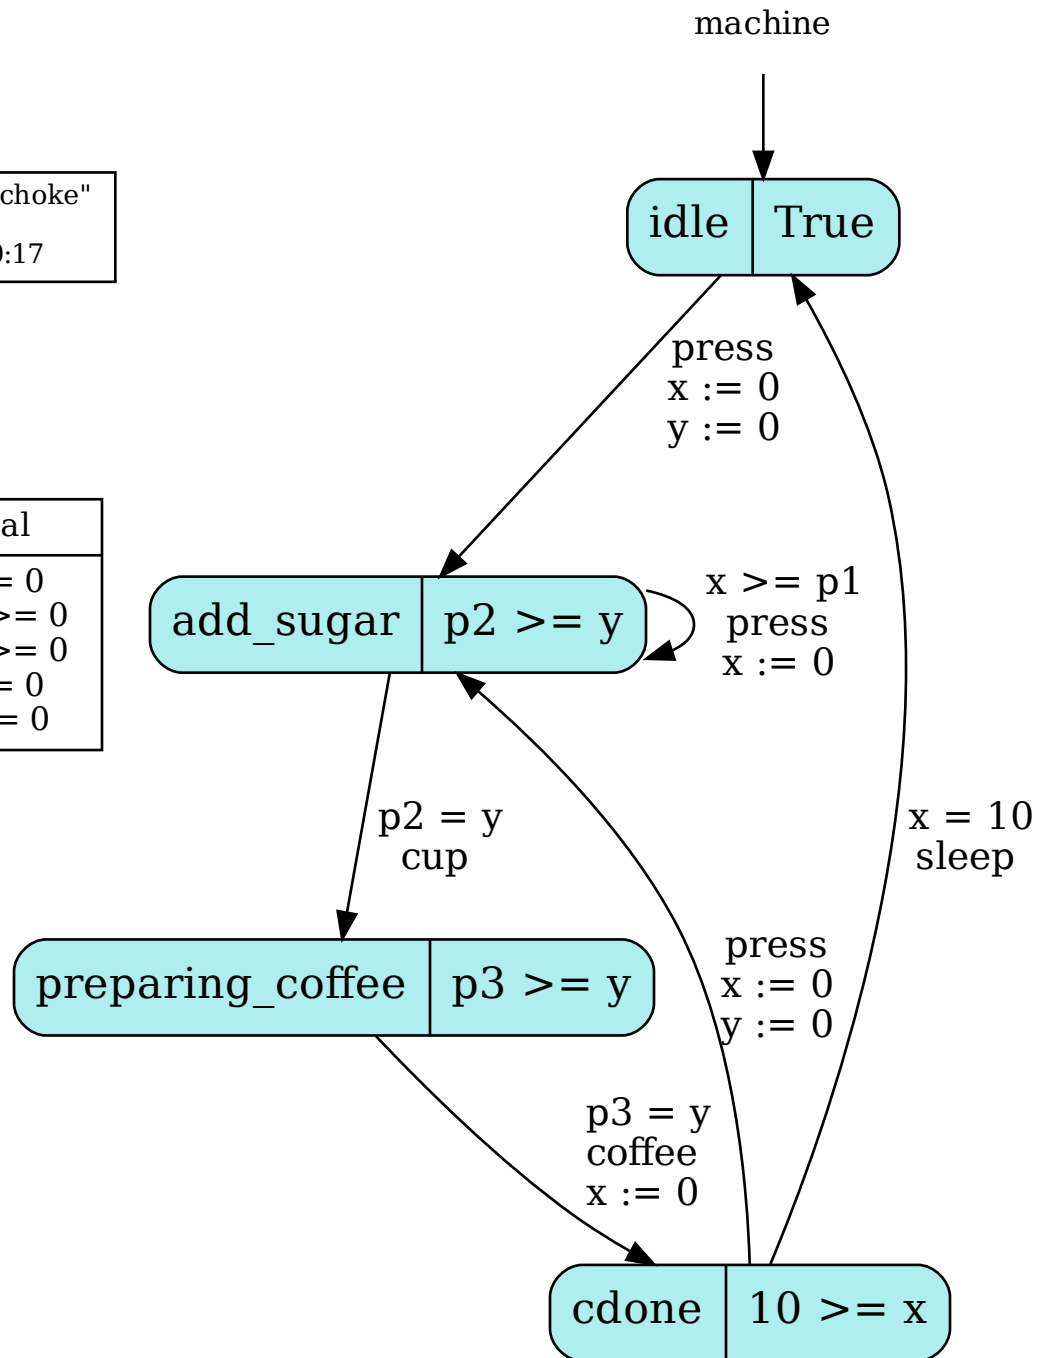 machine
choke"
:17
idle
True
press
x := 0
y := 0
al
= 0
>= 0
>= 0
= 0
= 0
add_sugar
p2 >= y
x >= p1
press
x := 0
p2 = y
cup
x = 10
sleep
preparing_coffee
p3 >= y
press
x := 0
y := 0
p3 = y
coffee
x := 0
cdone
10 >= x